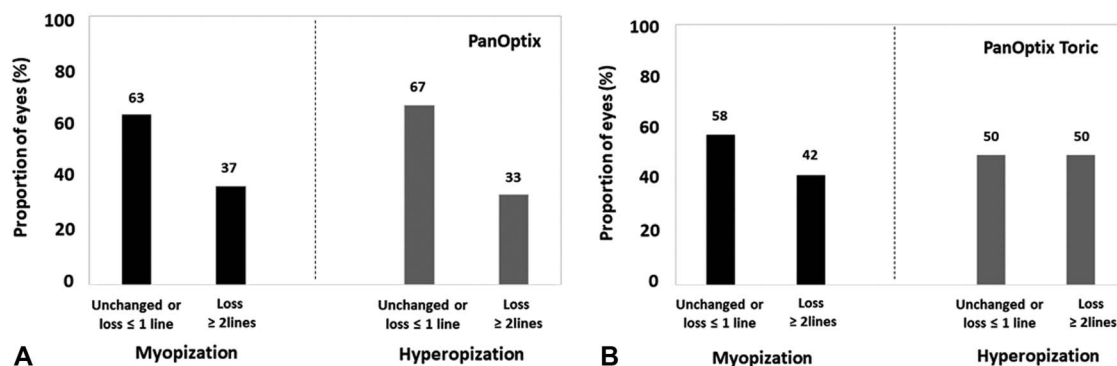 PanOptix
Proportion of eyes (%)
100
80
60
40
20
0
63
37
67
33
Unchanged or
loss ≤ 1 line
Loss
≥ 2lines
Unchanged or
loss ≤ 1 line
Loss
≥ 2lines
Myopization
Hyperopization
A
PanOptix Toric
Proportion of eyes (%)
100
80
60
40
20
0
58
42
50
50
Unchanged or
loss ≤ 1 line
Loss
≥ 2lines
Unchanged or
loss ≤ 1 line
Loss
≥ 2lines
Myopization
Hyperopization
B